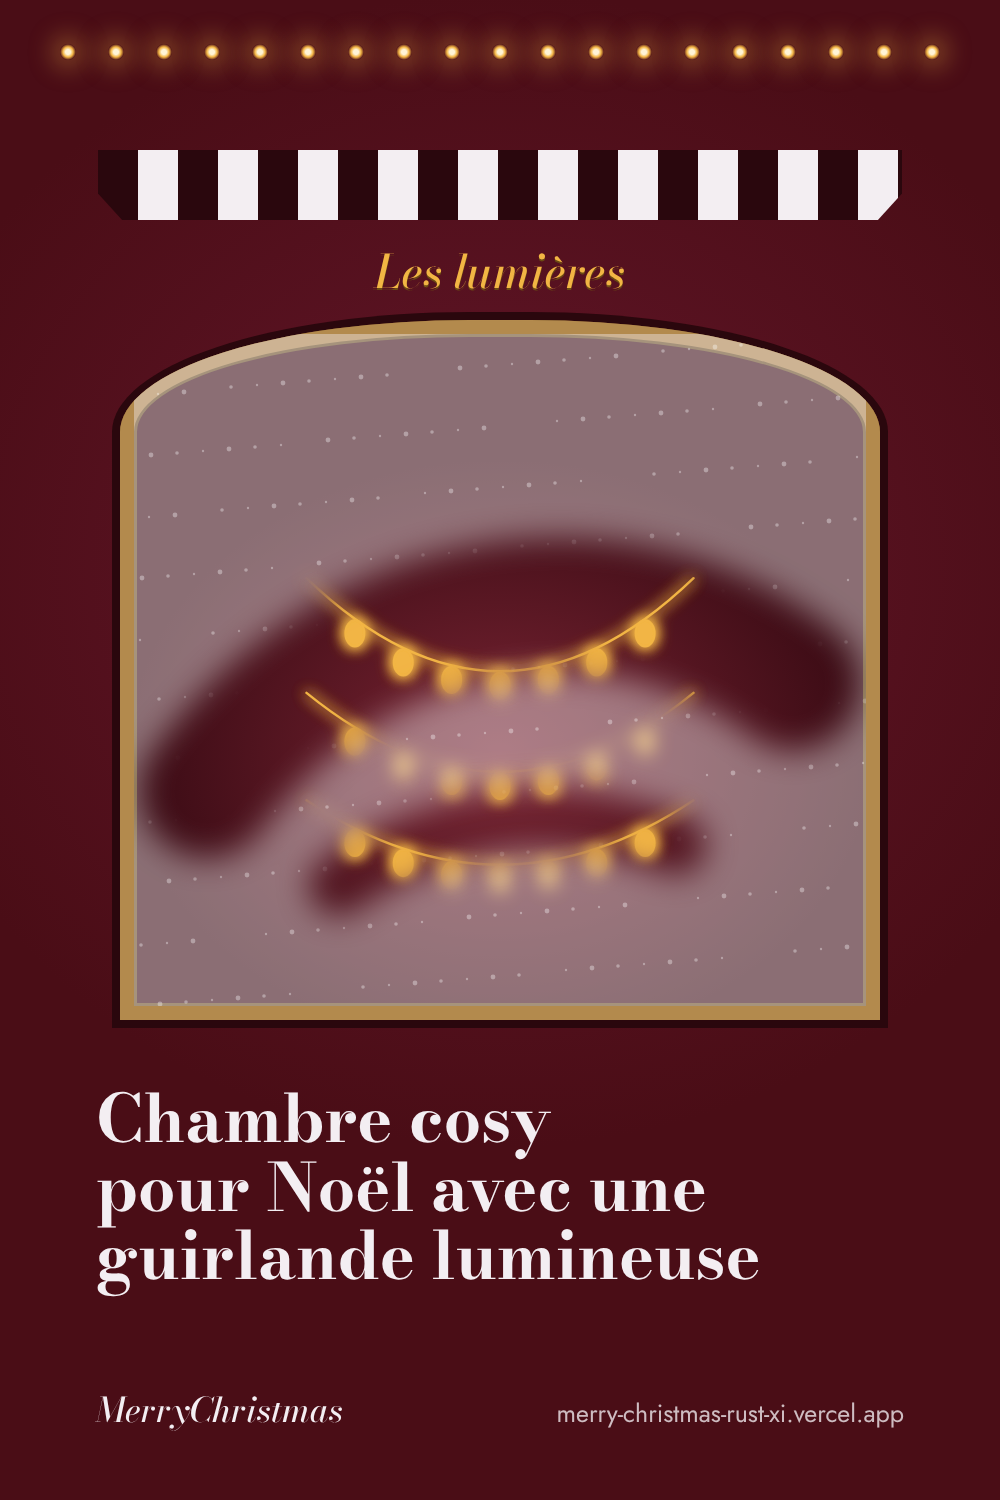 Les lumières
Chambre cosy
pour Noël avec une
guirlande lumineuse
MerryChristmas
merry-christmas-rust-xi.vercel.app